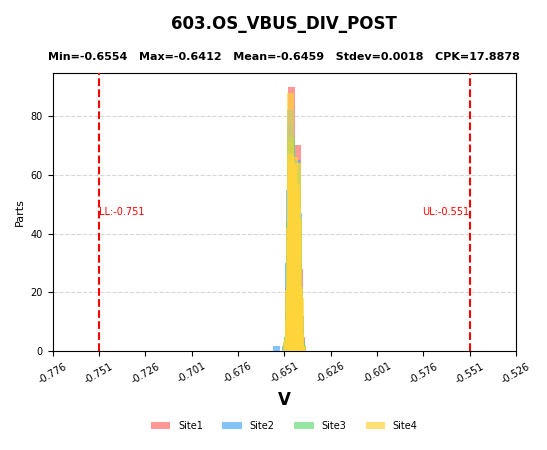 603.OS_VBUS_DIV_POST
Min=-0.6554 Max=-0.6412 Mean=-0.6459 Stdev=0.0018 CPK=17.8878
Parts
80
60
40
20
0
LL:-0.751
UL:-0.551
-0.776 -0.751 -0.726 -0.701 -0.676 -0.651 -0.626 -0.601 -0.576 -0.551 -0.526
V
Site1 Site2 Site3 Site4